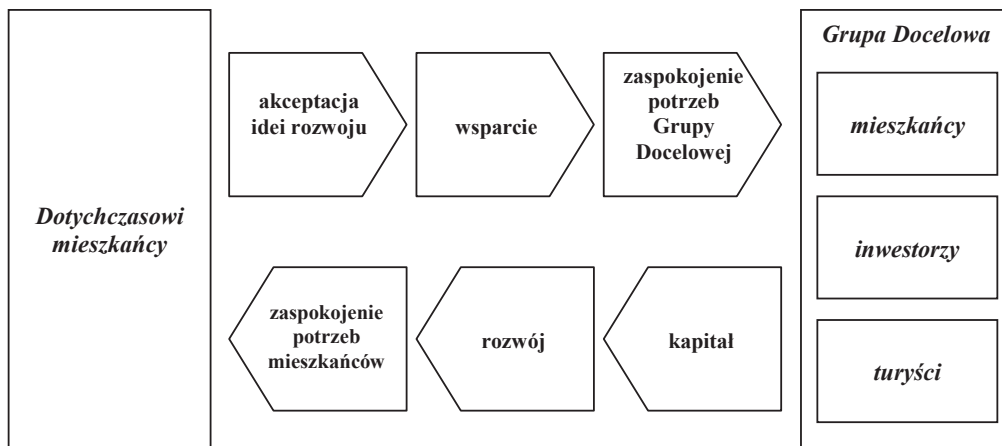 Dotychczasowi
mieszkańcy
akceptacja
idei rozwoju
wsparcie
zaspokojenie
potrzeb
Grupy
Docelowej
zaspokojenie
potrzeb
mieszkańców
rozwój
kapitał
Grupa Docelowa
mieszkańcy
inwestorzy
turyści